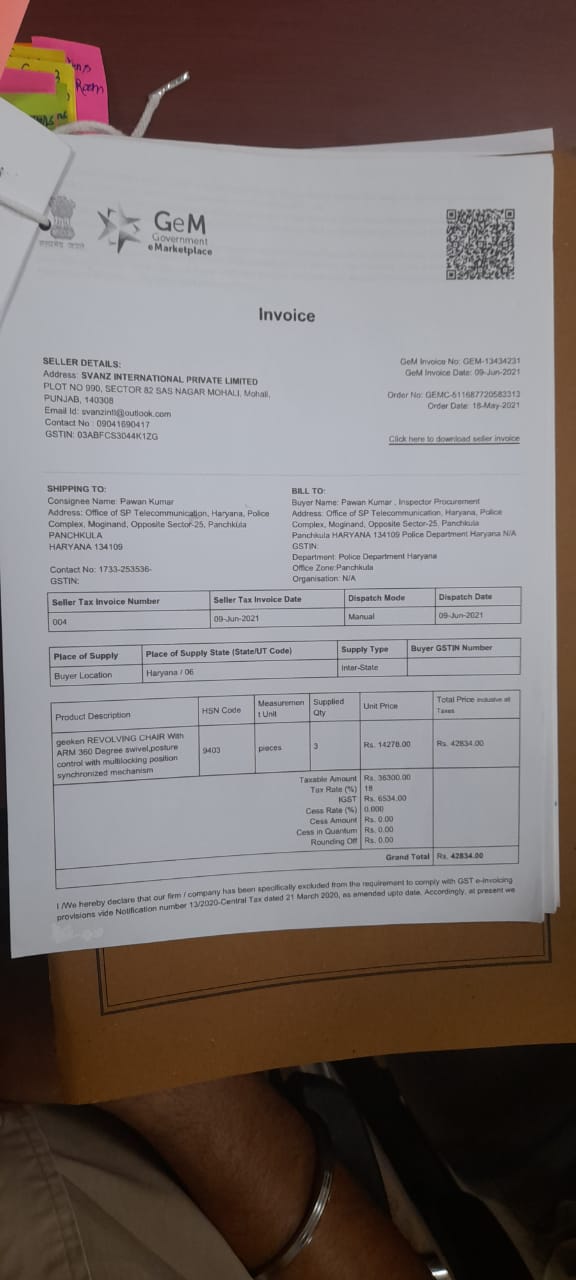 Room
सत्यमेव जयते
GeM
Government
eMarketplace
Invoice
SELLER DETAILS:
Address: SVANZ INTERNATIONAL PRIVATE LIMITED
PLOT NO 990, SECTOR 82 SAS NAGAR MOHALI, Mohali,
PUNJAB, 140308
Email Id: svanzintl@outlook.com
Contact No : 09041690417
GSTIN: 03ABFCS3044K1ZG
GeM Invoice No: GEM-13434231
GeM Invoice Date: 09-Jun-2021
Order No: GEMC-511687720583313
Order Date: 18-May-2021
Click here to download seller invoice
SHIPPING TO:
Consignee Name: Pawan Kumar
Address: Office of SP Telecommunication, Haryana, Police
Complex, Moginand, Opposite Sector-25, Panchkula
PANCHKULA
HARYANA 134109
Contact No: 1733-253536-
GSTIN:
BILL TO:
Buyer Name: Pawan Kumar , Inspector Procurement
Address: Office of SP Telecommunication, Haryana, Police
Complex, Moginand, Opposite Sector-25, Panchkula
Panchkula HARYANA 134109 Police Department Haryana N/A
GSTIN:
Department: Police Department Haryana
Office Zone:Panchkula
Organisation: N/A
Seller Tax Invoice Number Seller Tax Invoice Date Dispatch Mode Dispatch Date
004 09-Jun-2021 Manual 09-Jun-2021
Place of Supply Place of Supply State (State/UT Code) Supply Type Buyer GSTIN Number
Buyer Location Haryana / 06 Inter-State
Product Description HSN Code Measuremen t Unit Supplied Qty Unit Price Total Price inclusive all Taxes
geeken REVOLVING CHAIR With
ARM 360 Degree swivel,posture
control with multilocking position
synchronized mechanism
9403 pieces 3 Rs. 14278.00 Rs. 42834.00
Taxable Amount Rs. 36300.00
Tax Rate (%) 18
IGST Rs. 6534.00
Cess Rate (%) 0.000
Cess Amount Rs. 0.00
Cess in Quantum Rs. 0.00
Rounding Off Rs. 0.00
Grand Total Rs. 42834.00
I /We hereby declare that our firm / company has been specifically excluded from the requirement to comply with GST e-invoicing
provisions vide Notification number 13/2020-Central Tax dated 21 March 2020, as amended upto date. Accordingly, at present we